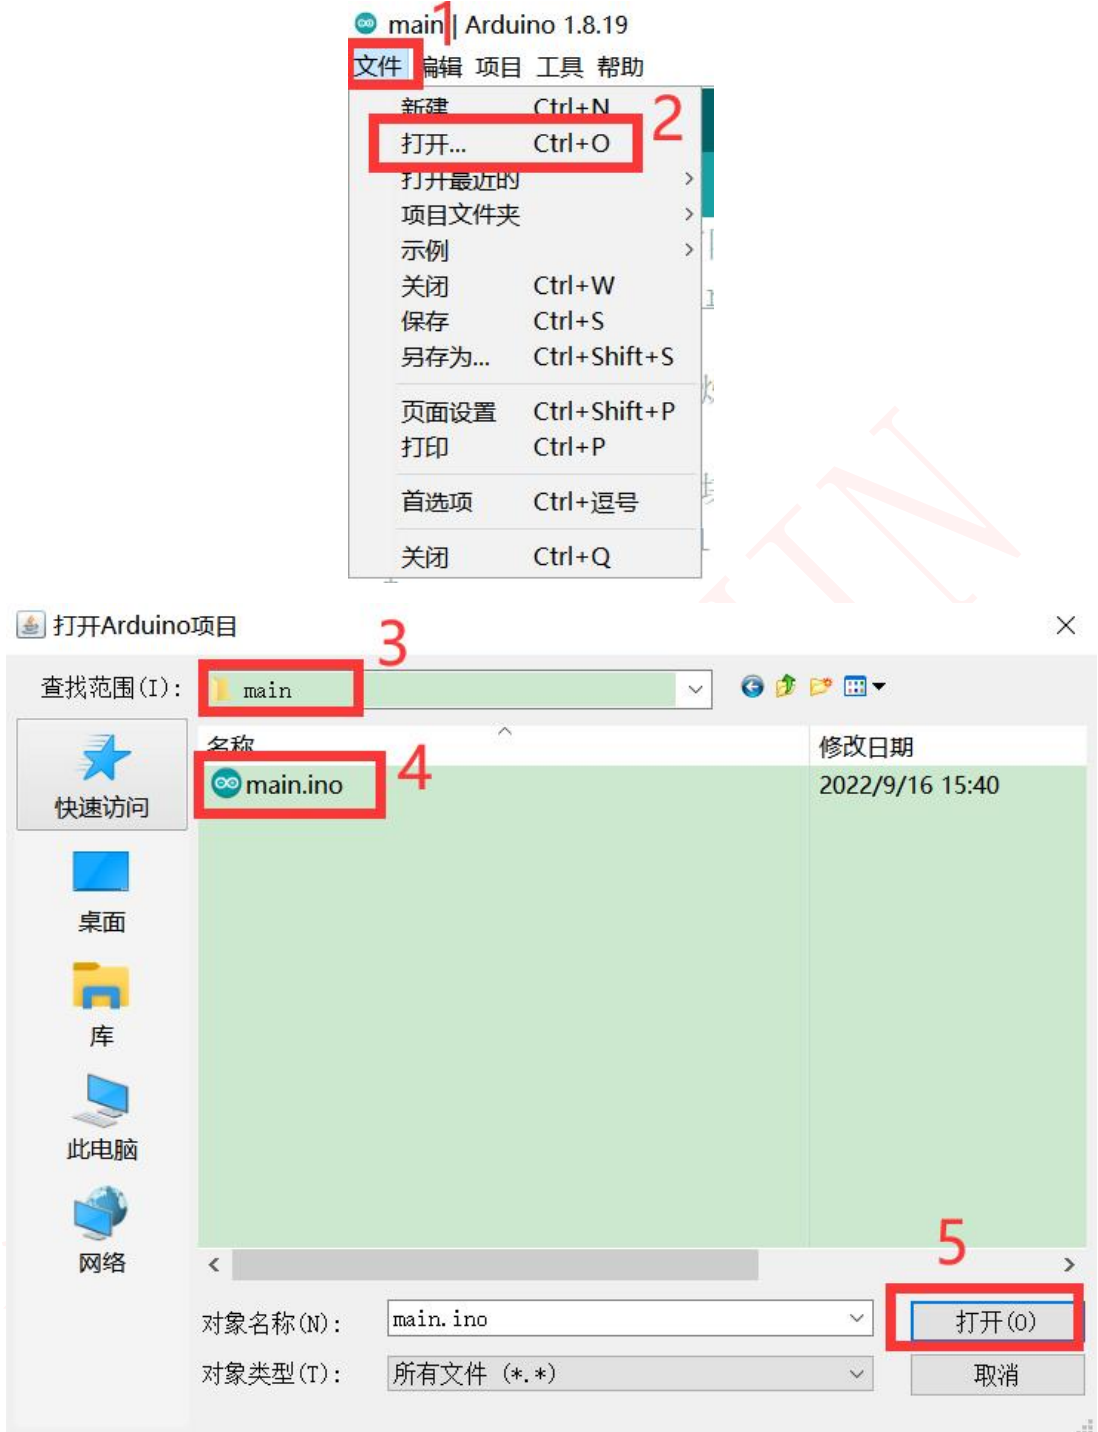 main | Arduino 1.8.19
1
文件 编辑 项目 工具 帮助
新建 Ctrl+N
2
打开... Ctrl+O
打开最近的
项目文件夹
示例
关闭 Ctrl+W
保存 Ctrl+S
另存为... Ctrl+Shift+S
页面设置 Ctrl+Shift+P
打印 Ctrl+P
首选项 Ctrl+逗号
关闭 Ctrl+Q
打开Arduino项目
3
查找范围(I): main
名称 修改日期
4
main.ino 2022/9/16 15:40
快速访问
桌面
库
此电脑
网络
5
对象名称(N): main.ino 打开(O)
对象类型(T): 所有文件 (*.*) 取消